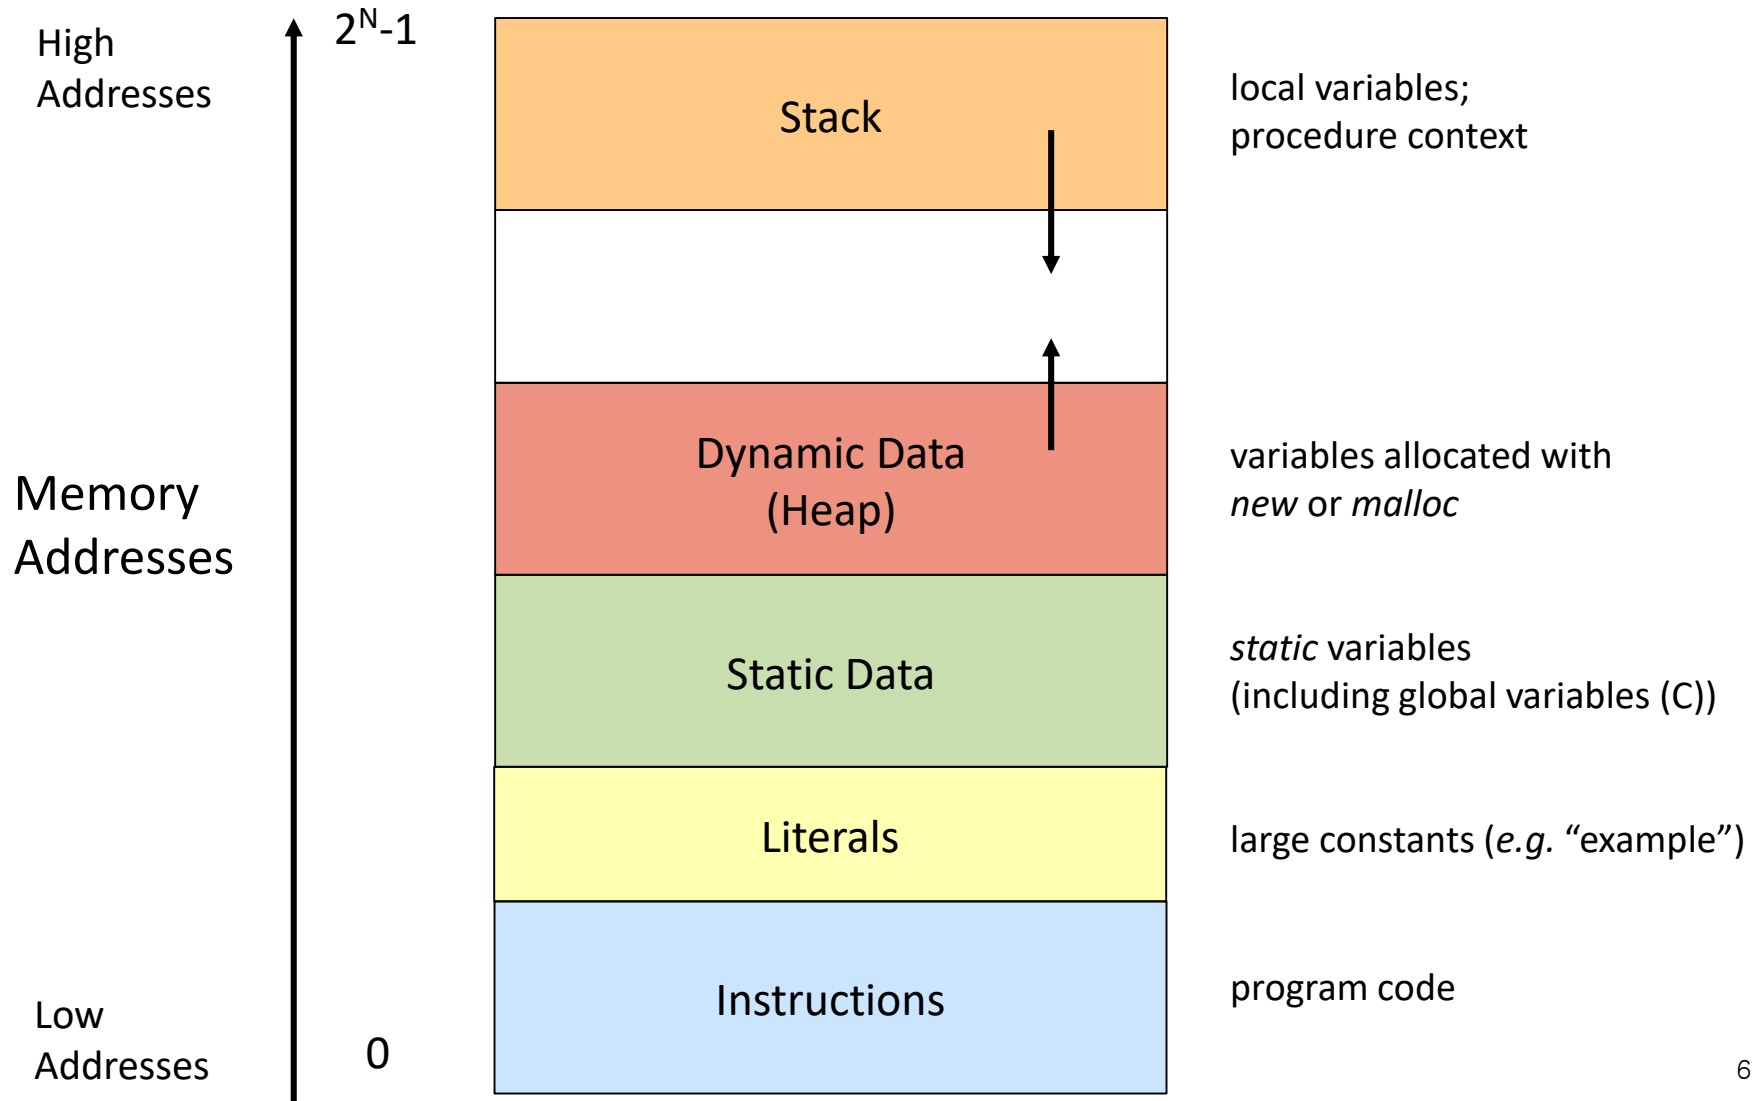 High
Addresses
2ᴺ-1
Stack
local variables;
procedure context
Memory
Addresses
Dynamic Data
(Heap)
variables allocated with
new or malloc
Static Data
static variables
(including global variables (C))
Literals
large constants (e.g. “example”)
Instructions
program code
Low
Addresses
0
6